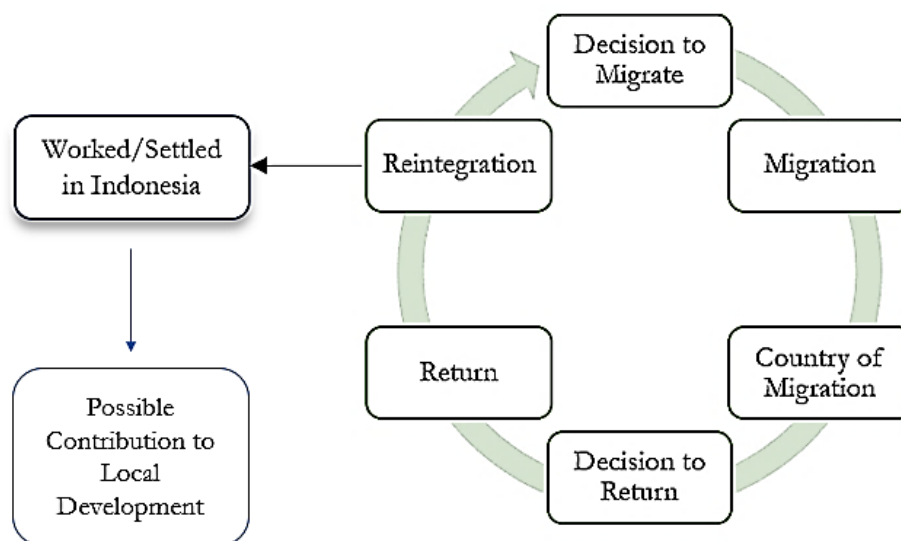 Decision to
Migrate
Migration
Country of
Migration
Decision to
Return
Return
Reintegration
Worked/Settled
in Indonesia
Possible
Contribution to
Local
Development